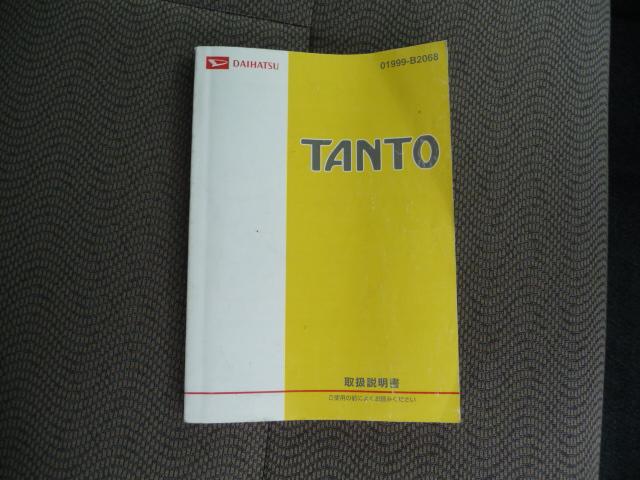 DAIHATSU
01999-B2068
TANTO
取扱説明書
ご使用の前によくお読みください